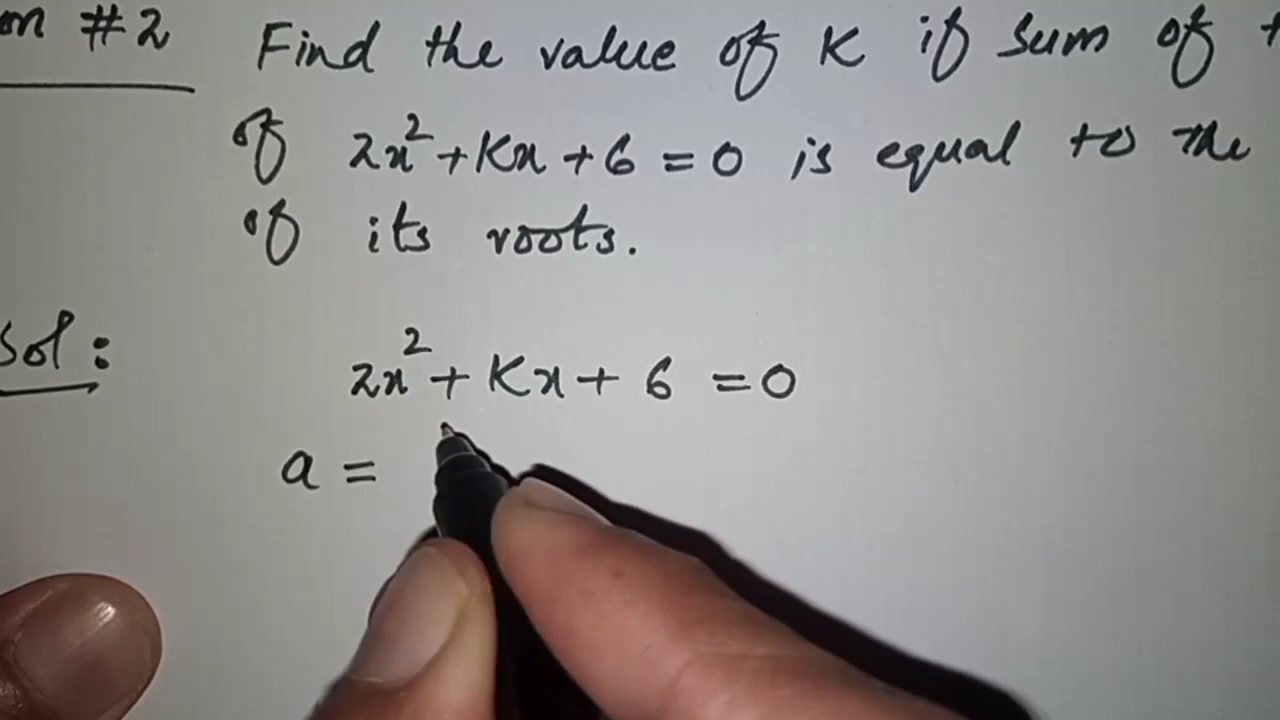 #2 Find the value of K if sum of
of 2x² + Kx + 6 = 0 is equal to the
of its roots.
Sol:
2x² + Kx + 6 = 0
a =